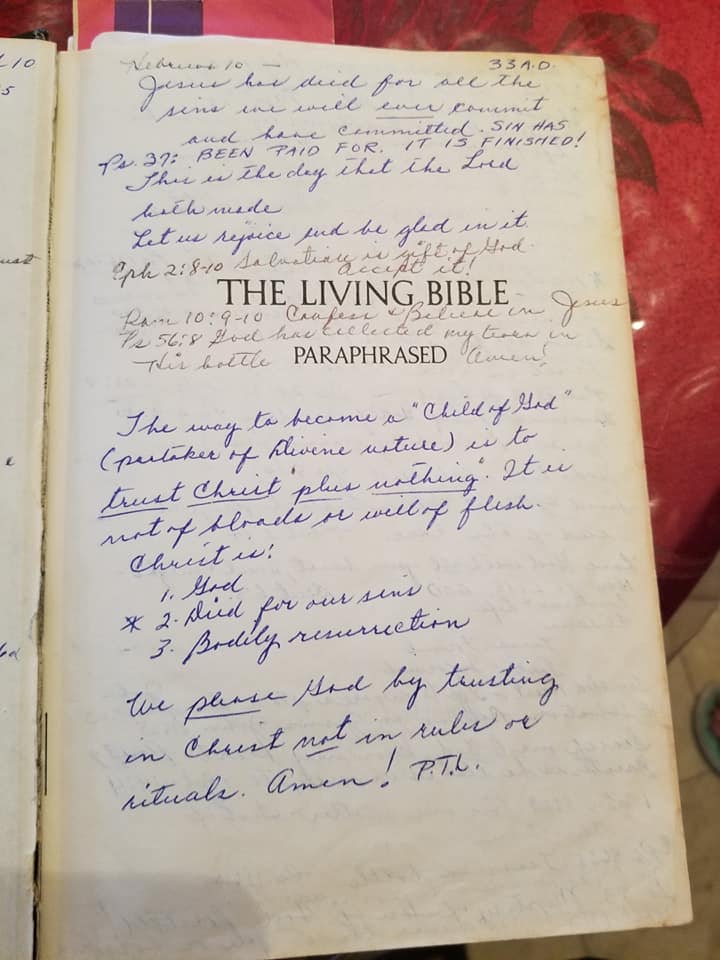 10
5
Hebrews 10 — 33 A.D.
Jesus has died for all the
sins we will ever commit
and have committed. SIN HAS
Ps. 37: BEEN PAID FOR. IT IS FINISHED!
This is the day that the Lord
hath made
Let us rejoice and be glad in it.
Eph 2:8-10 Salvation is gift of God.
Accept it!
THE LIVING BIBLE
Rom 10:9-10 Confess & Believe in Jesus
Ps 56:8 God has collected my tears in
His bottle PARAPHRASED Amen!
The way to become a "Child of God"
(partaker of Divine nature) is to
trust Christ plus nothing". It is
not of bloods or will of flesh.
Christ is:
1. God
* 2. Died for our sins
- 3. Bodily resurrection
We please God by trusting
in Christ not in rules or
rituals. Amen! P.T.L.